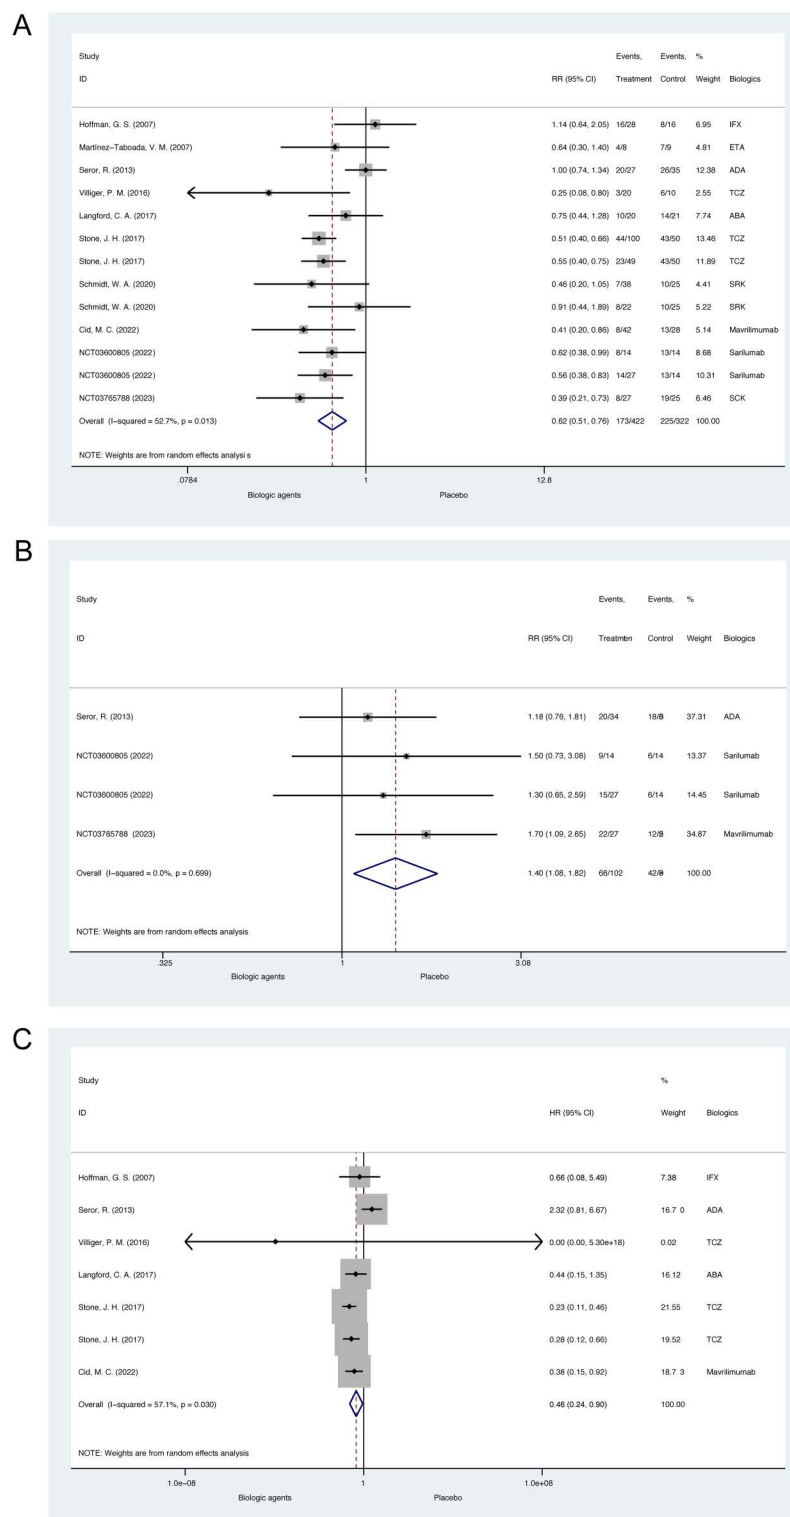 A
Study Events, Events, %
ID RR (95% CI) Treatment Control Weight Biologics
Hoffman, G. S. (2007) 1.14 (0.64, 2.05) 16/28 8/16 6.95 IFX
Martínez-Taboada, V. M. (2007) 0.64 (0.30, 1.40) 4/8 7/9 4.81 ETA
Seror, R. (2013) 1.00 (0.74, 1.34) 20/27 26/35 12.38 ADA
Villiger, P. M. (2016) 0.25 (0.08, 0.80) 3/20 6/10 2.55 TCZ
Langford, C. A. (2017) 0.75 (0.44, 1.28) 10/20 14/21 7.74 ABA
Stone, J. H. (2017) 0.51 (0.40, 0.66) 44/100 43/50 13.46 TCZ
Stone, J. H. (2017) 0.55 (0.40, 0.75) 23/49 43/50 11.89 TCZ
Schmidt, W. A. (2020) 0.46 (0.20, 1.05) 7/38 10/25 4.41 SRK
Schmidt, W. A. (2020) 0.91 (0.44, 1.89) 8/22 10/25 5.22 SRK
Cid, M. C. (2022) 0.41 (0.20, 0.86) 8/42 13/28 5.14 Mavrilimumab
NCT03600805 (2022) 0.62 (0.38, 0.99) 8/14 13/14 8.68 Sarilumab
NCT03600805 (2022) 0.56 (0.38, 0.83) 14/27 13/14 10.31 Sarilumab
NCT03765788 (2023) 0.39 (0.21, 0.73) 8/27 19/25 6.46 SCK
Overall (I-squared = 52.7%, p = 0.013) 0.62 (0.51, 0.76) 173/422 225/322 100.00
NOTE: Weights are from random effects analysi s
.0784 1 12.8
Biologic agents Placebo
B
Study Events, Events, %
ID RR (95% CI) Control Weight Biologics
Seror, R. (2013) 1.18 (0.76, 1.81) 20/34 37.31 ADA
NCT03600805 (2022) 1.50 (0.73, 3.08) 9/14 6/14 13.37 Sarilumab
NCT03600805 (2022) 1.30 (0.65, 2.59) 15/27 6/14 14.45 Sarilumab
NCT03765788 (2023) 1.70 (1.09, 2.65) 22/27 34.87 Mavrilimumab
Overall (I-squared = 0.0%, p = 0.699) 1.40 (1.08, 1.82) 66/102 100.00
NOTE: Weights are from random effects analysis
.325 1 3.08
Biologic agents Placebo
C
Study %
ID HR (95% CI) Weight Biologics
Hoffman, G. S. (2007) 0.66 (0.08, 5.49) 7.38 IFX
Seror, R. (2013) 2.32 (0.81, 6.67) 16.7 0 ADA
Villiger, P. M. (2016) 0.00 (0.00, 5.30e+18) 0.02 TCZ
Langford, C. A. (2017) 0.44 (0.15, 1.35) 16.12 ABA
Stone, J. H. (2017) 0.23 (0.11, 0.46) 21.55 TCZ
Stone, J. H. (2017) 0.28 (0.12, 0.66) 19.52 TCZ
Cid, M. C. (2022) 0.38 (0.15, 0.92) 18.7 3 Mavrilimumab
Overall (I-squared = 57.1%, p = 0.030) 0.46 (0.24, 0.90) 100.00
NOTE: Weights are from random effects analysis
1.0e-08 1 1.0e+08
Biologic agents Placebo